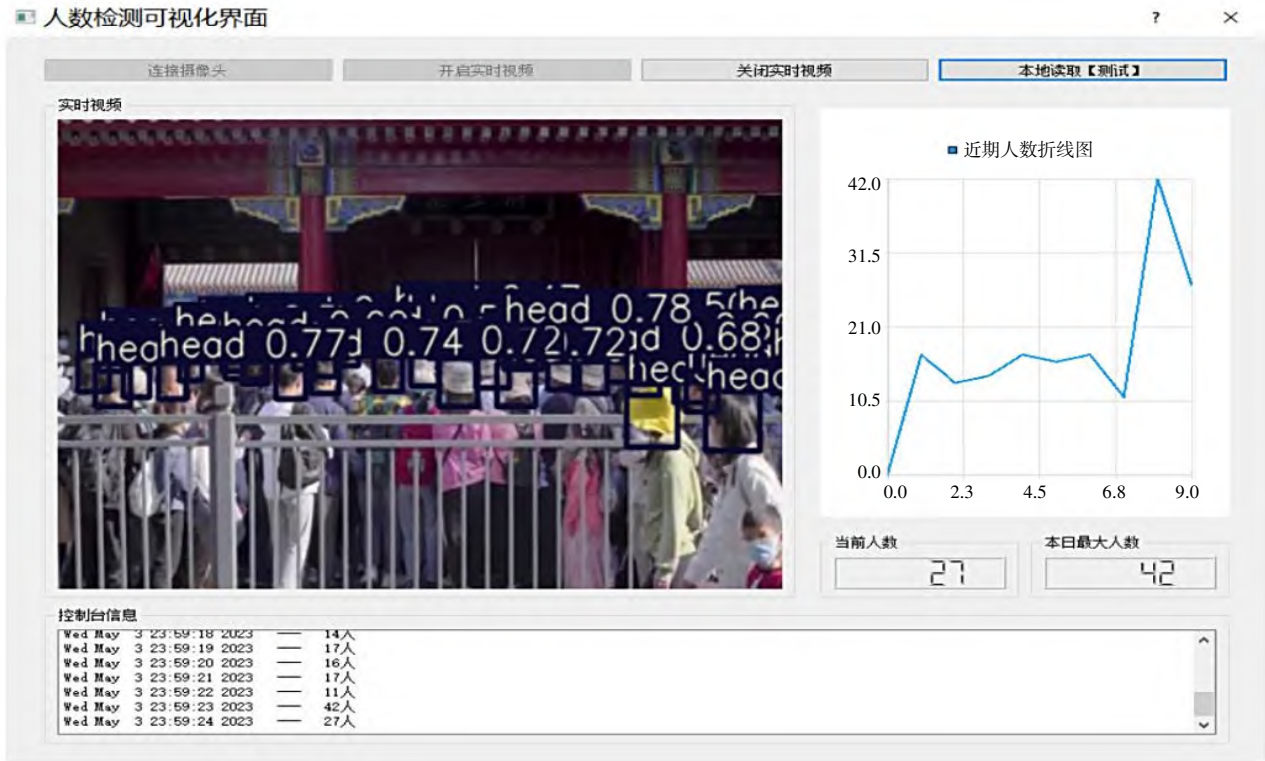 人数检测可视化界面
连接摄像头
开启实时视频
关闭实时视频
本地读取【测试】
实时视频
head 0.78
head 0.77
0.74 0.72
.72
0.68
近期人数折线图
42.0
31.5
21.0
10.5
0.0
0.0 2.3 4.5 6.8 9.0
当前人数
27
本日最大人数
42
控制台信息
Wed May 3 23:59:18 2023 —— 14人
Wed May 3 23:59:19 2023 —— 17人
Wed May 3 23:59:20 2023 —— 16人
Wed May 3 23:59:21 2023 —— 17人
Wed May 3 23:59:22 2023 —— 11人
Wed May 3 23:59:23 2023 —— 42人
Wed May 3 23:59:24 2023 —— 27人